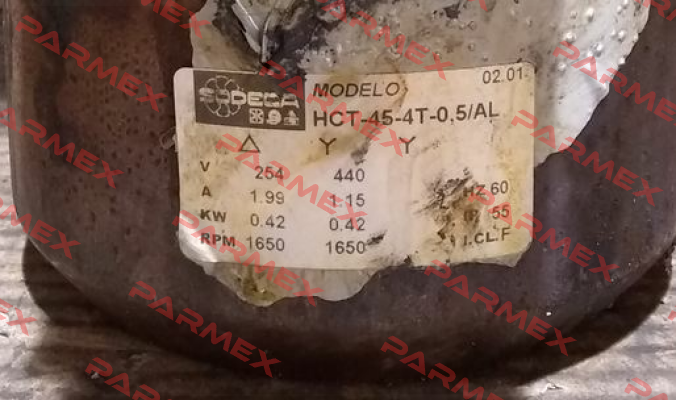 SODECA
MODELO 02.01
HCT-45-4T-0,5/AL
△ Y Y
V 254 440
A 1.99 1.15 HZ 60
KW 0.42 0.42 IP 55
RPM 1650 1650 I.CL.F
PARMEX